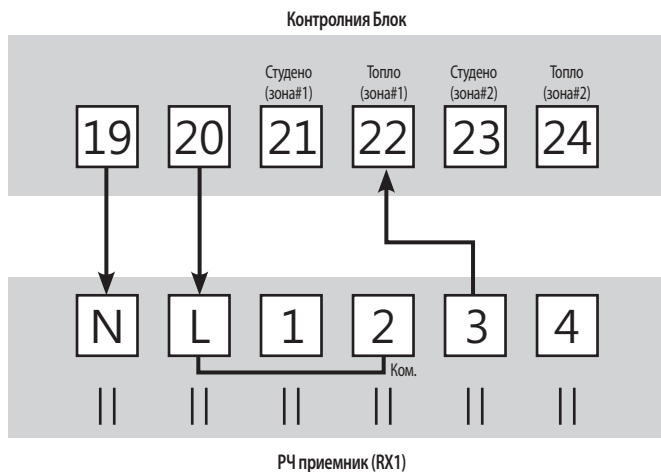 Контролния Блок
Студено (зона#1)
Топло (зона#1)
Студено (зона#2)
Топло (зона#2)
19 20 21 22 23 24
N L 1 2 3 4
Ком.
РЧ приемник (RX1)